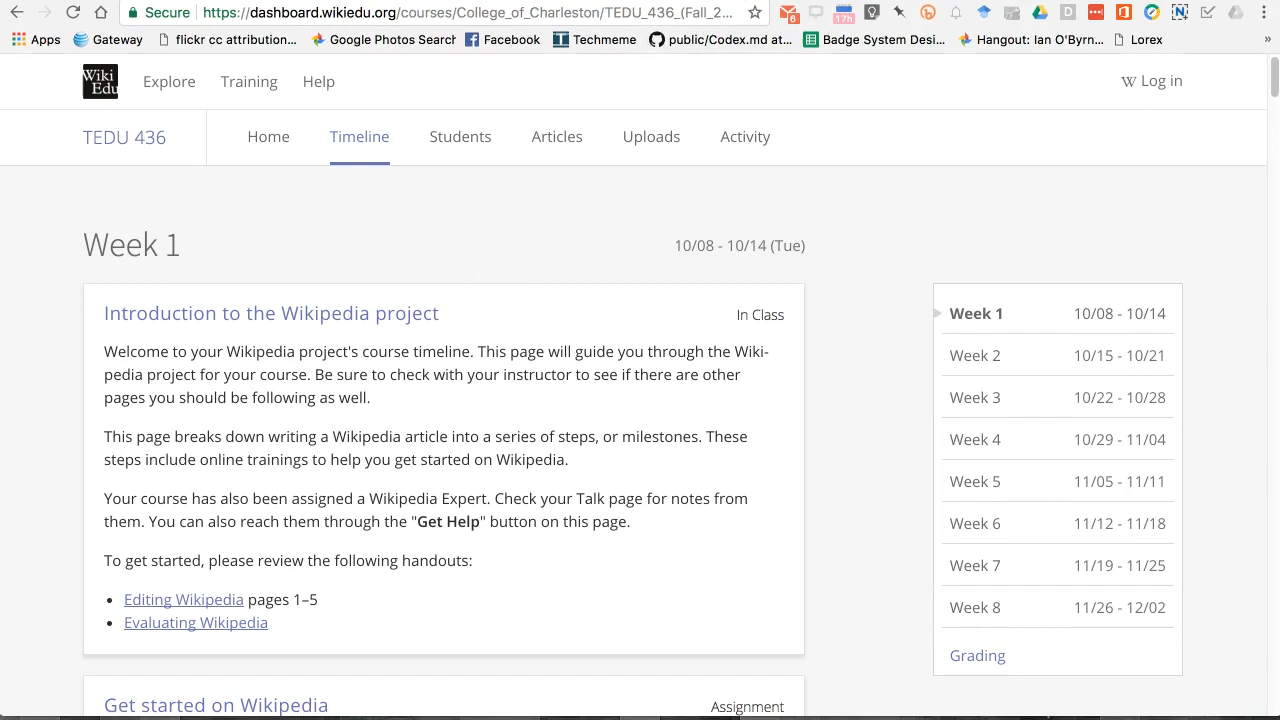 Secure https://dashboard.wikiedu.org/courses/College_of_Charleston/TEDU_436_(Fall_2... 6 17h D N
Apps Gateway flickr cc attribution... Google Photos Search Facebook Techmeme public/Codex.md at... Badge System Desi... Hangout: Ian O'Byrn... Lorex »
Wiki Edu Explore Training Help W Log in
TEDU 436 Home Timeline Students Articles Uploads Activity
Week 1 10/08 - 10/14 (Tue)
Introduction to the Wikipedia project In Class
Welcome to your Wikipedia project's course timeline. This page will guide you through the Wiki-
pedia project for your course. Be sure to check with your instructor to see if there are other
pages you should be following as well.
This page breaks down writing a Wikipedia article into a series of steps, or milestones. These
steps include online trainings to help you get started on Wikipedia.
Your course has also been assigned a Wikipedia Expert. Check your Talk page for notes from
them. You can also reach them through the "Get Help" button on this page.
To get started, please review the following handouts:
• Editing Wikipedia pages 1–5
• Evaluating Wikipedia
Get started on Wikipedia Assignment
Week 1 10/08 - 10/14
Week 2 10/15 - 10/21
Week 3 10/22 - 10/28
Week 4 10/29 - 11/04
Week 5 11/05 - 11/11
Week 6 11/12 - 11/18
Week 7 11/19 - 11/25
Week 8 11/26 - 12/02
Grading